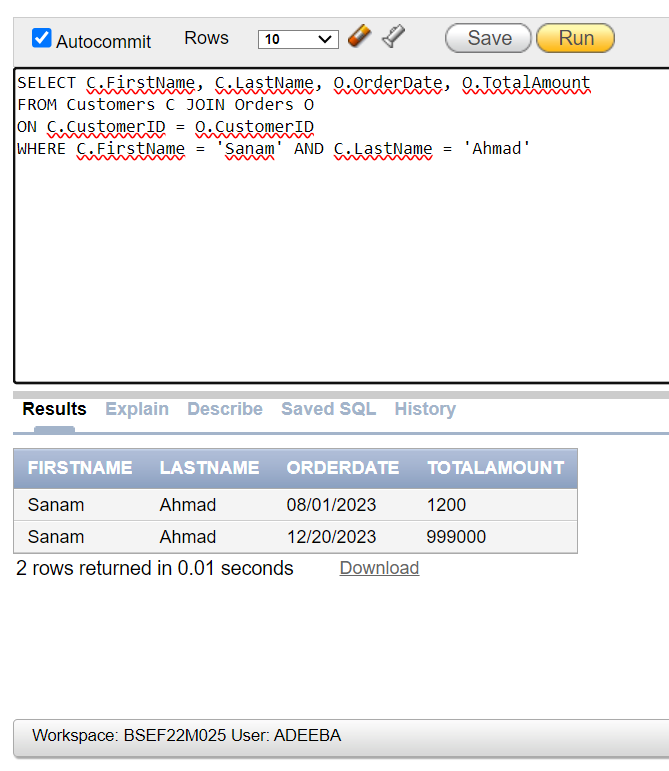 Autocommit Rows 10 Save Run
SELECT C.FirstName, C.LastName, O.OrderDate, O.TotalAmount
FROM Customers C JOIN Orders O
ON C.CustomerID = O.CustomerID
WHERE C.FirstName = 'Sanam' AND C.LastName = 'Ahmad'
Results Explain Describe Saved SQL History
FIRSTNAME LASTNAME ORDERDATE TOTALAMOUNT
Sanam Ahmad 08/01/2023 1200
Sanam Ahmad 12/20/2023 999000
2 rows returned in 0.01 seconds Download
Workspace: BSEF22M025 User: ADEEBA